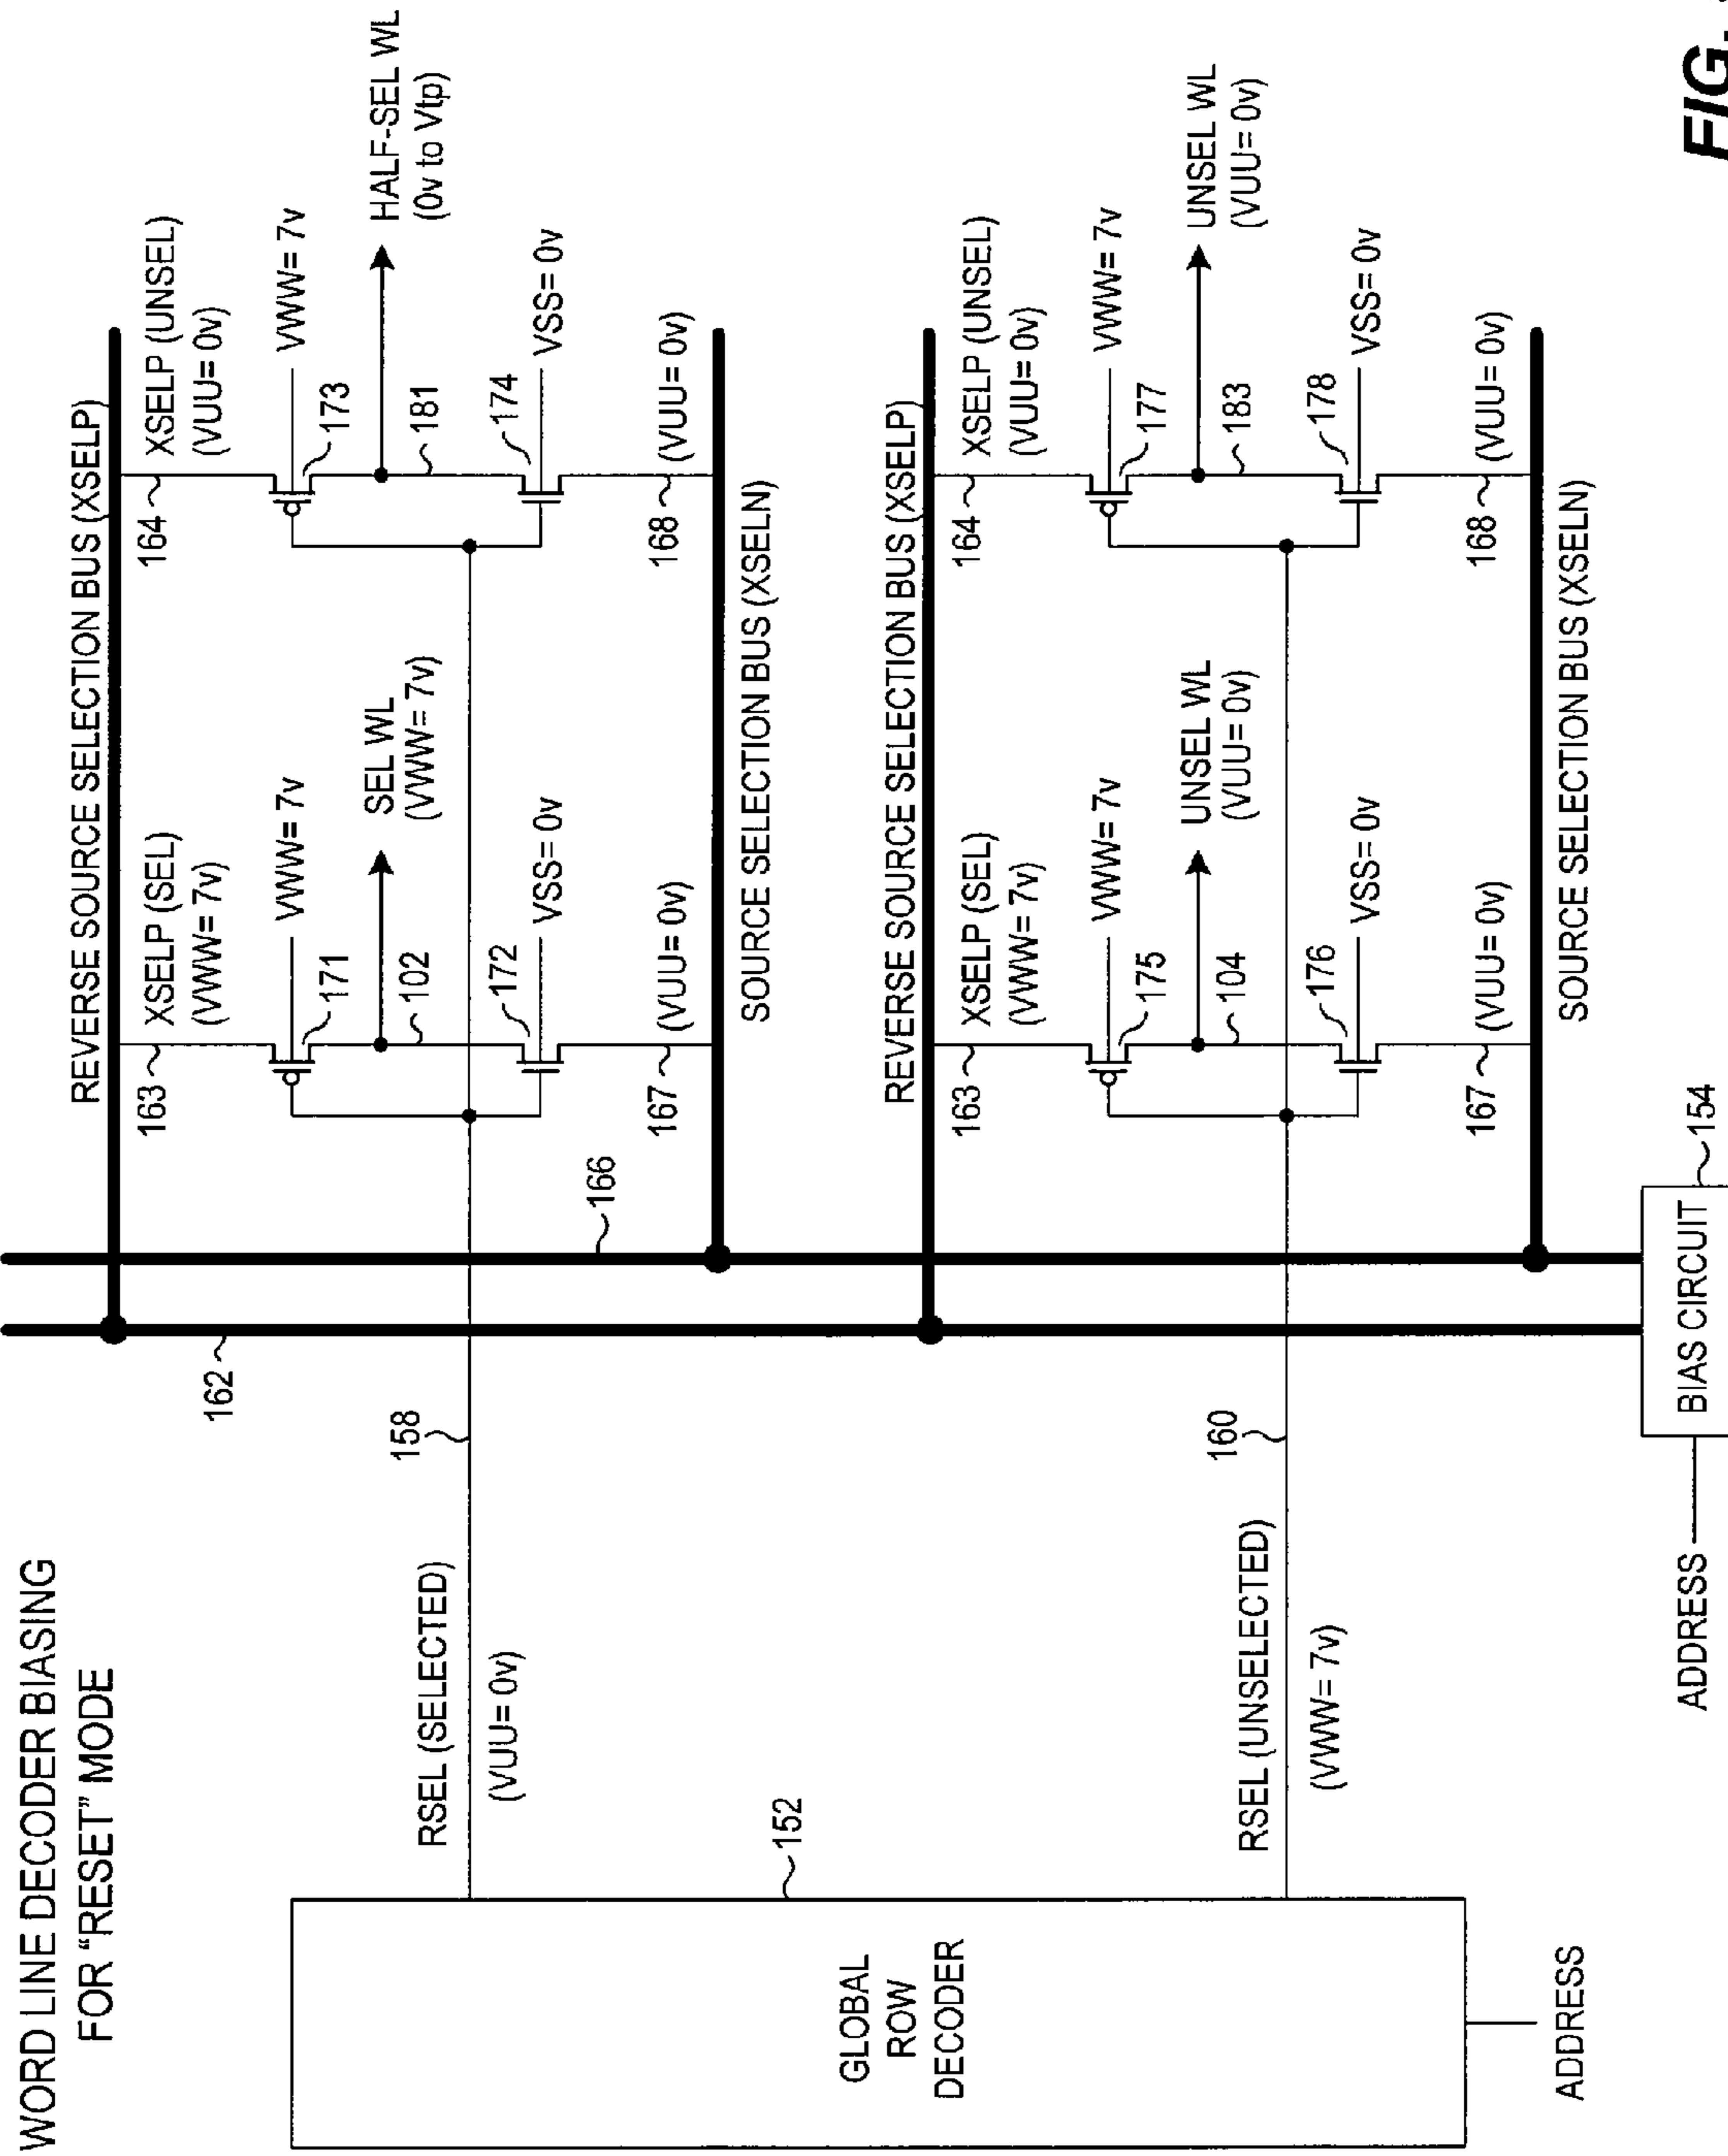 WORD LINE DECODER BIASING
FOR “RESET” MODE
REVERSE SOURCE SELECTION BUS (XSELP)
163
XSELP (SEL)
(VWW= 7v)
164
XSELP (UNSEL)
(VUU= 0v)
162
VWW= 7v
171
VWW= 7v
173
SEL WL
(VWW= 7v)
102
HALF-SEL WL
(0v to Vtp)
181
RSEL (SELECTED)
(VUU= 0v)
158
172
VSS= 0v
174
VSS= 0v
166
167
(VUU= 0v)
168
(VUU= 0v)
SOURCE SELECTION BUS (XSELN)
152
GLOBAL
ROW
DECODER
REVERSE SOURCE SELECTION BUS (XSELP)
163
XSELP (SEL)
(VWW= 7v)
164
XSELP (UNSEL)
(VUU= 0v)
VWW= 7v
175
VWW= 7v
177
UNSEL WL
(VUU= 0v)
104
UNSEL WL
(VUU= 0v)
183
RSEL (UNSELECTED)
(VWW= 7v)
160
176
VSS= 0v
178
VSS= 0v
167
(VUU= 0v)
168
(VUU= 0v)
SOURCE SELECTION BUS (XSELN)
ADDRESS
ADDRESS
BIAS CIRCUIT
154
FIG.